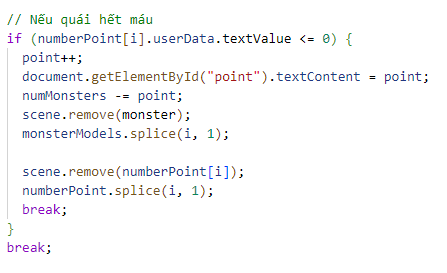 // Nếu quái hết máu
if (numberPoint[i].userData.textValue <= 0) {
point++;
document.getElementById("point").textContent = point;
numMonsters -= point;
scene.remove(monster);
monsterModels.splice(i, 1);
scene.remove(numberPoint[i]);
numberPoint.splice(i, 1);
break;
}
break;